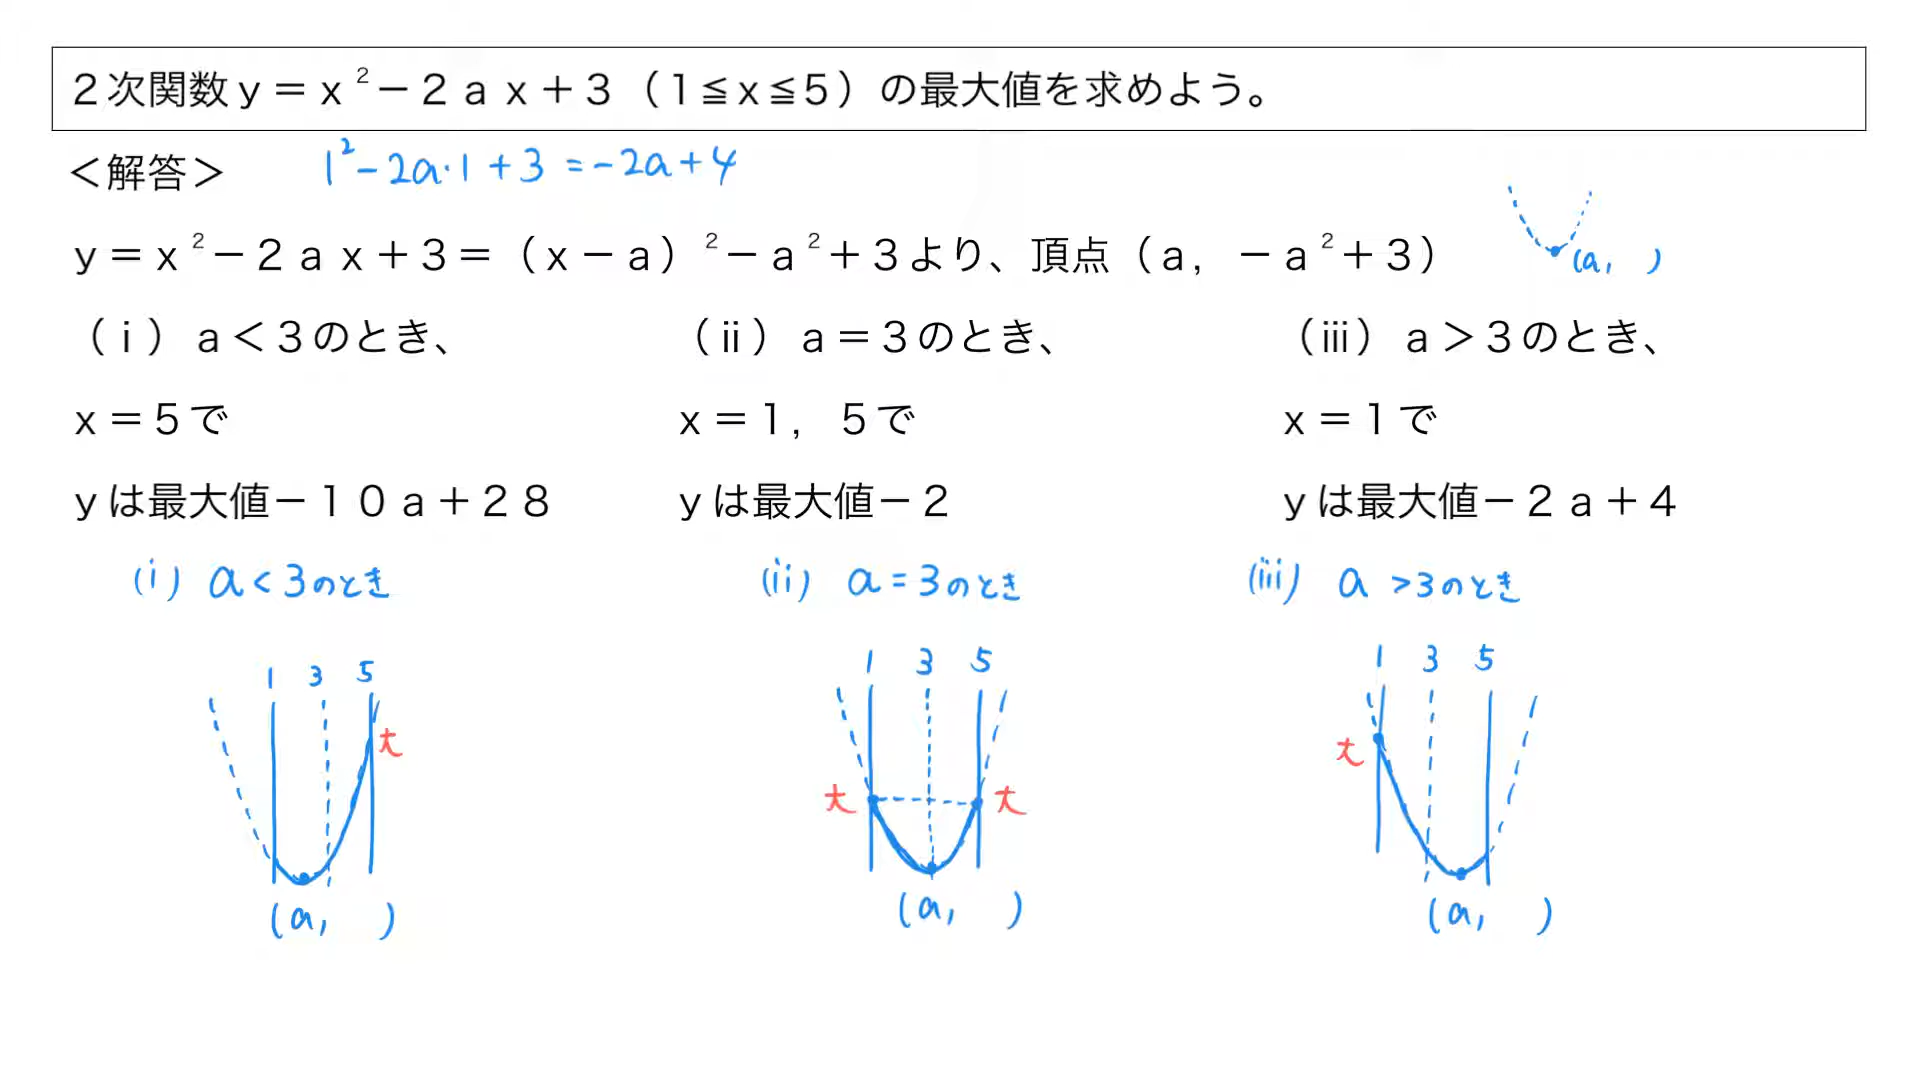 ２次関数ｙ＝ｘ²－２ａｘ＋３（１≦ｘ≦５）の最大値を求めよう。
＜解答＞ 1²-2a·1+3=-2a+4
ｙ＝ｘ²－２ａｘ＋３＝（ｘ－ａ）²－ａ²＋３より、頂点（ａ，－ａ²＋３） (a, )
（ⅰ）ａ＜３のとき、 （ⅱ）ａ＝３のとき、 （ⅲ）ａ＞３のとき、
ｘ＝５で ｘ＝１，５で ｘ＝１で
ｙは最大値－１０ａ＋２８ ｙは最大値－２ ｙは最大値－２ａ＋４
(i) a<3のとき (ii) a=3のとき (iii) a>3のとき
1 3 5 1 3 5 1 3 5
大 大 大 大
(a, ) (a, ) (a, )